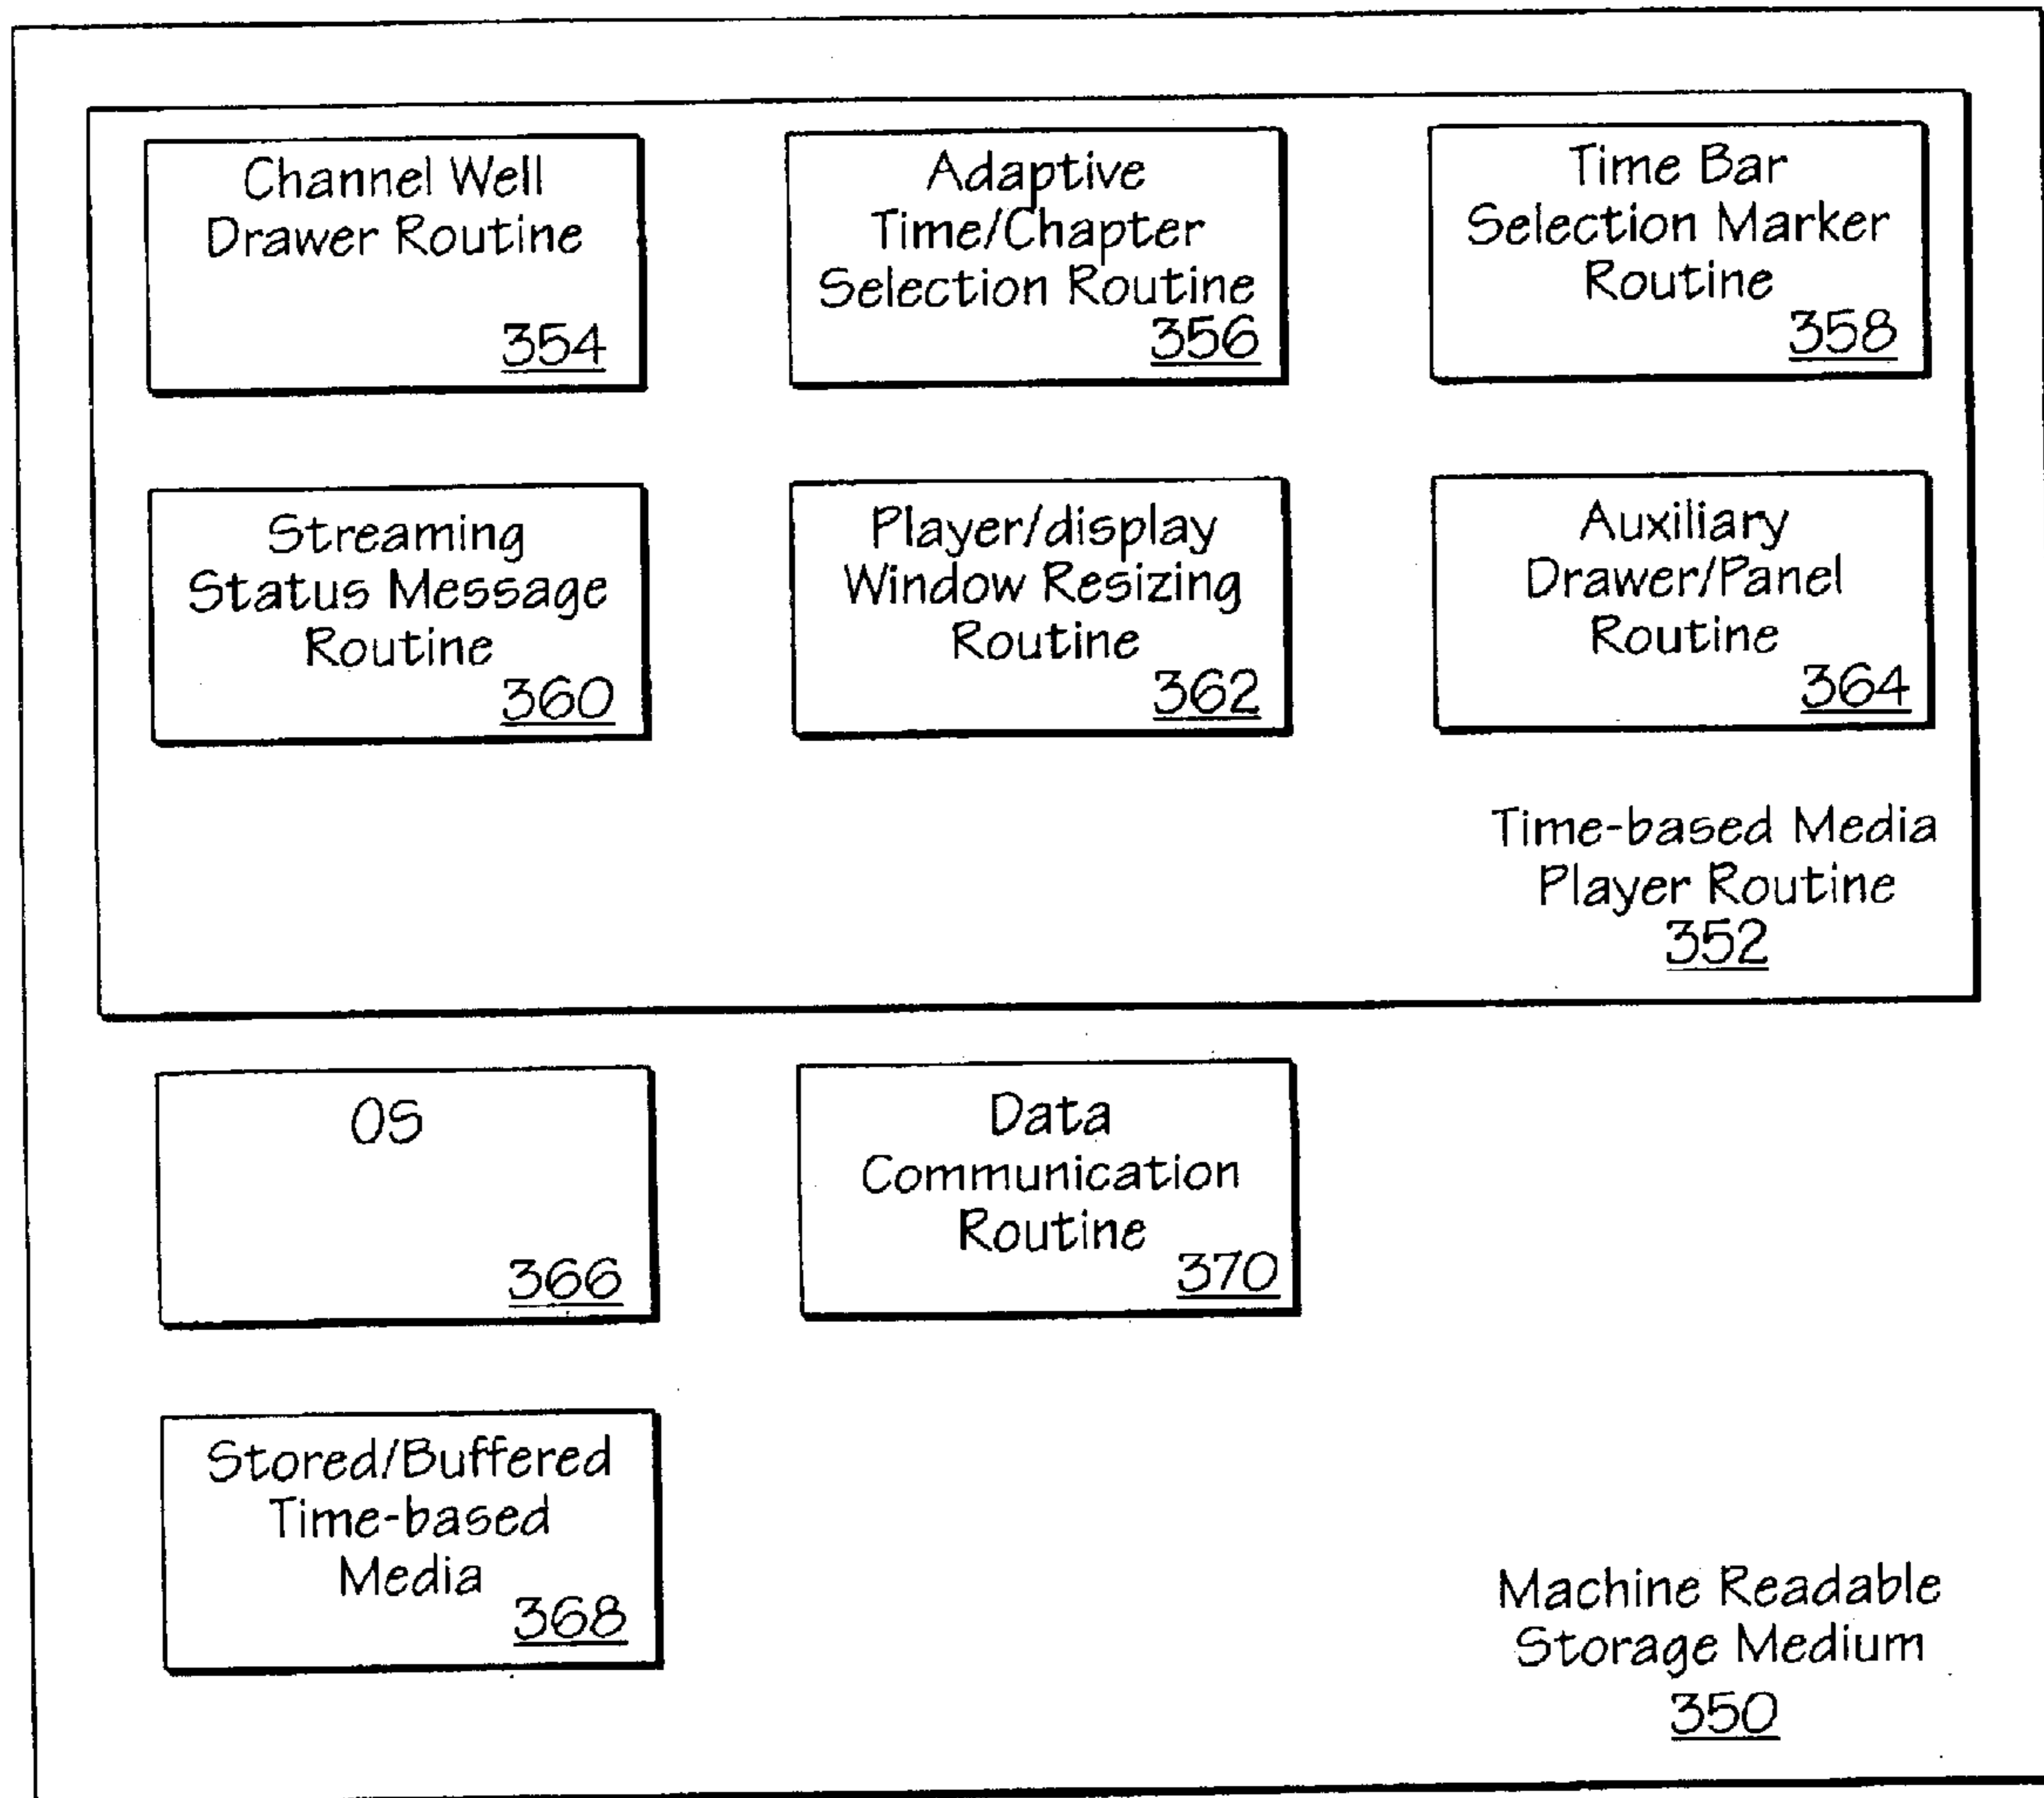 Channel Well
Drawer Routine
354
Adaptive
Time/Chapter
Selection Routine
356
Time Bar
Selection Marker
Routine
358
Streaming
Status Message
Routine
360
Player/display
Window Resizing
Routine
362
Auxiliary
Drawer/Panel
Routine
364
Time-based Media
Player Routine
352
OS
366
Data
Communication
Routine
370
Stored/Buffered
Time-based
Media
368
Machine Readable
Storage Medium
350